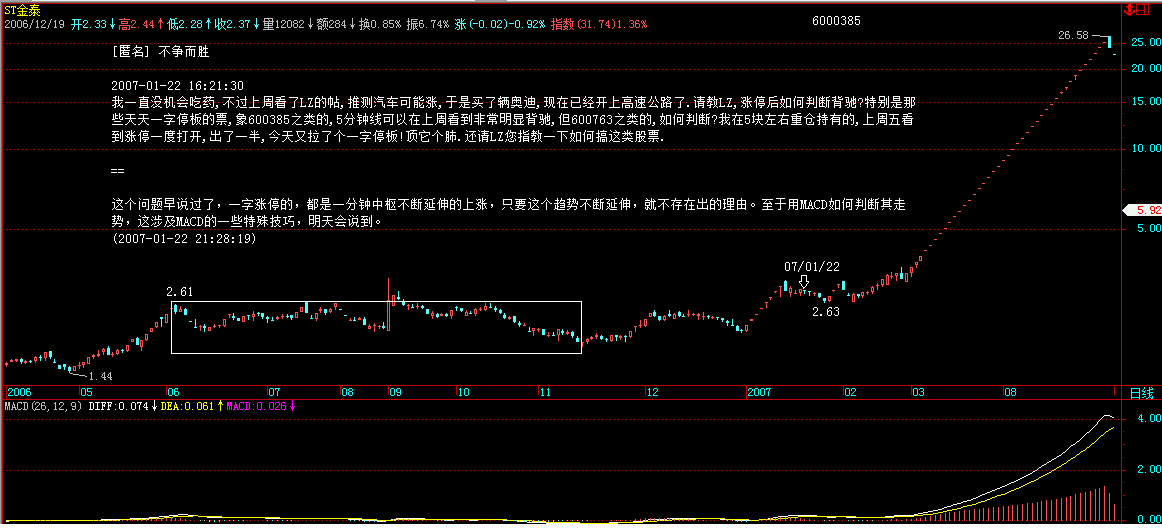 ST金泰
2006/12/19 开2.33↓高2.44↑低2.28↑收2.37↓量12082↓额284↓换0.85% 振6.74% 涨(-0.02)-0.92% 指数(31.74)1.36%
6000385
26.58
25.00
[匿名] 不争而胜
20.00
2007-01-22 16:21:30
我一直没机会吃药,不过上周看了LZ的帖,推测汽车可能涨,于是买了辆奥迪,现在已经开上高速公路了.请教LZ,涨停后如何判断背驰?特别是那
15.00
些天天一字停板的票,象600385之类的,5分钟线可以在上周看到非常明显背驰,但600763之类的,如何判断?我在5块左右重仓持有的,上周五看
到涨停一度打开,出了一半,今天又拉了个一字停板!顶它个肺.还请LZ您指教一下如何搞这类股票.
10.00
==
这个问题早说过了，一字涨停的，都是一分钟中枢不断延伸的上涨，只要这个趋势不断延伸，就不存在出的理由。至于用MACD如何判断其走
5.92
势，这涉及MACD的一些特殊技巧，明天会说到。
5.00
(2007-01-22 21:28:19)
07/01/22
2.61
2.63
1.44
2006 05 06 07 08 09 10 11 12 2007 02 03 08 日线
MACD(26,12,9) DIFF:0.074↓DEA:0.061↑MACD:0.026↓
4.00
2.00
0.00